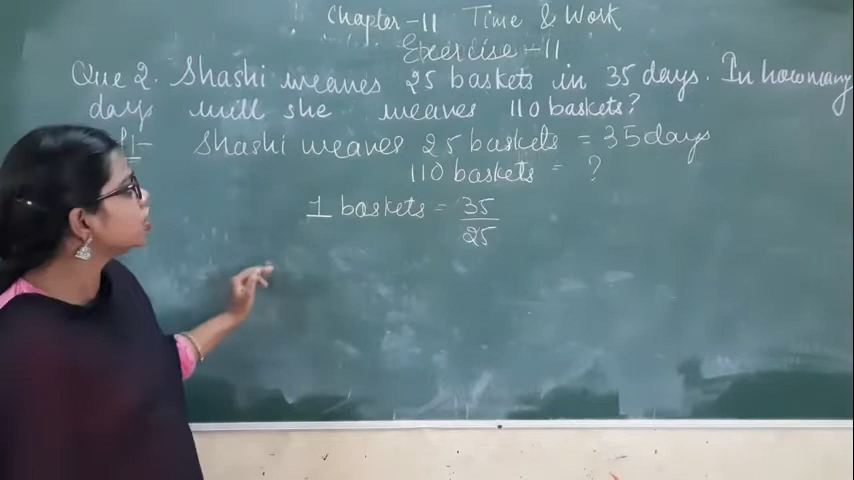 Chapter-11 Time & Work
Exercise-11
Que 2. Shashi weaves 25 baskets in 35 days. In how many
days will she weaves 110 baskets?
Shashi weaves 25 baskets = 35 days
110 baskets = ?
1 baskets = 35
25